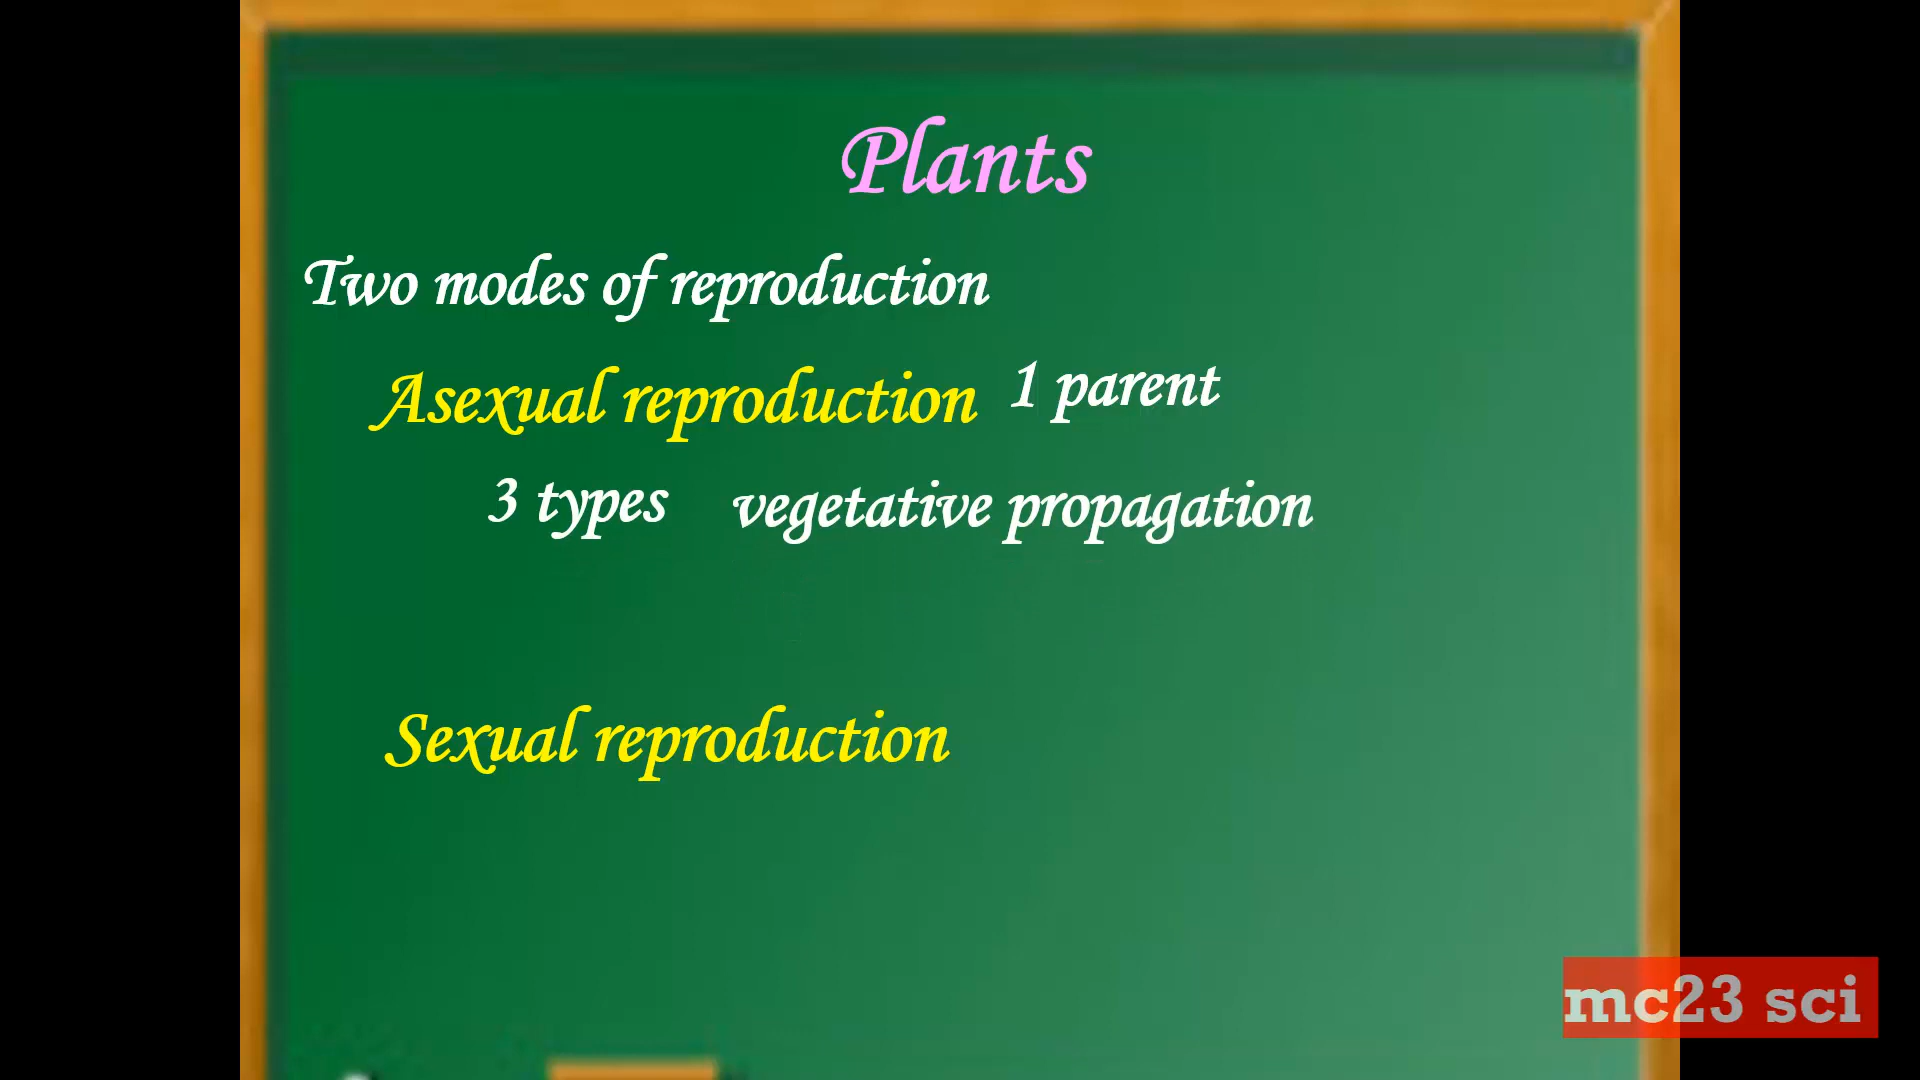 Plants
Two modes of reproduction
Asexual reproduction 1 parent
3 types vegetative propagation
Sexual reproduction
mc23 sci